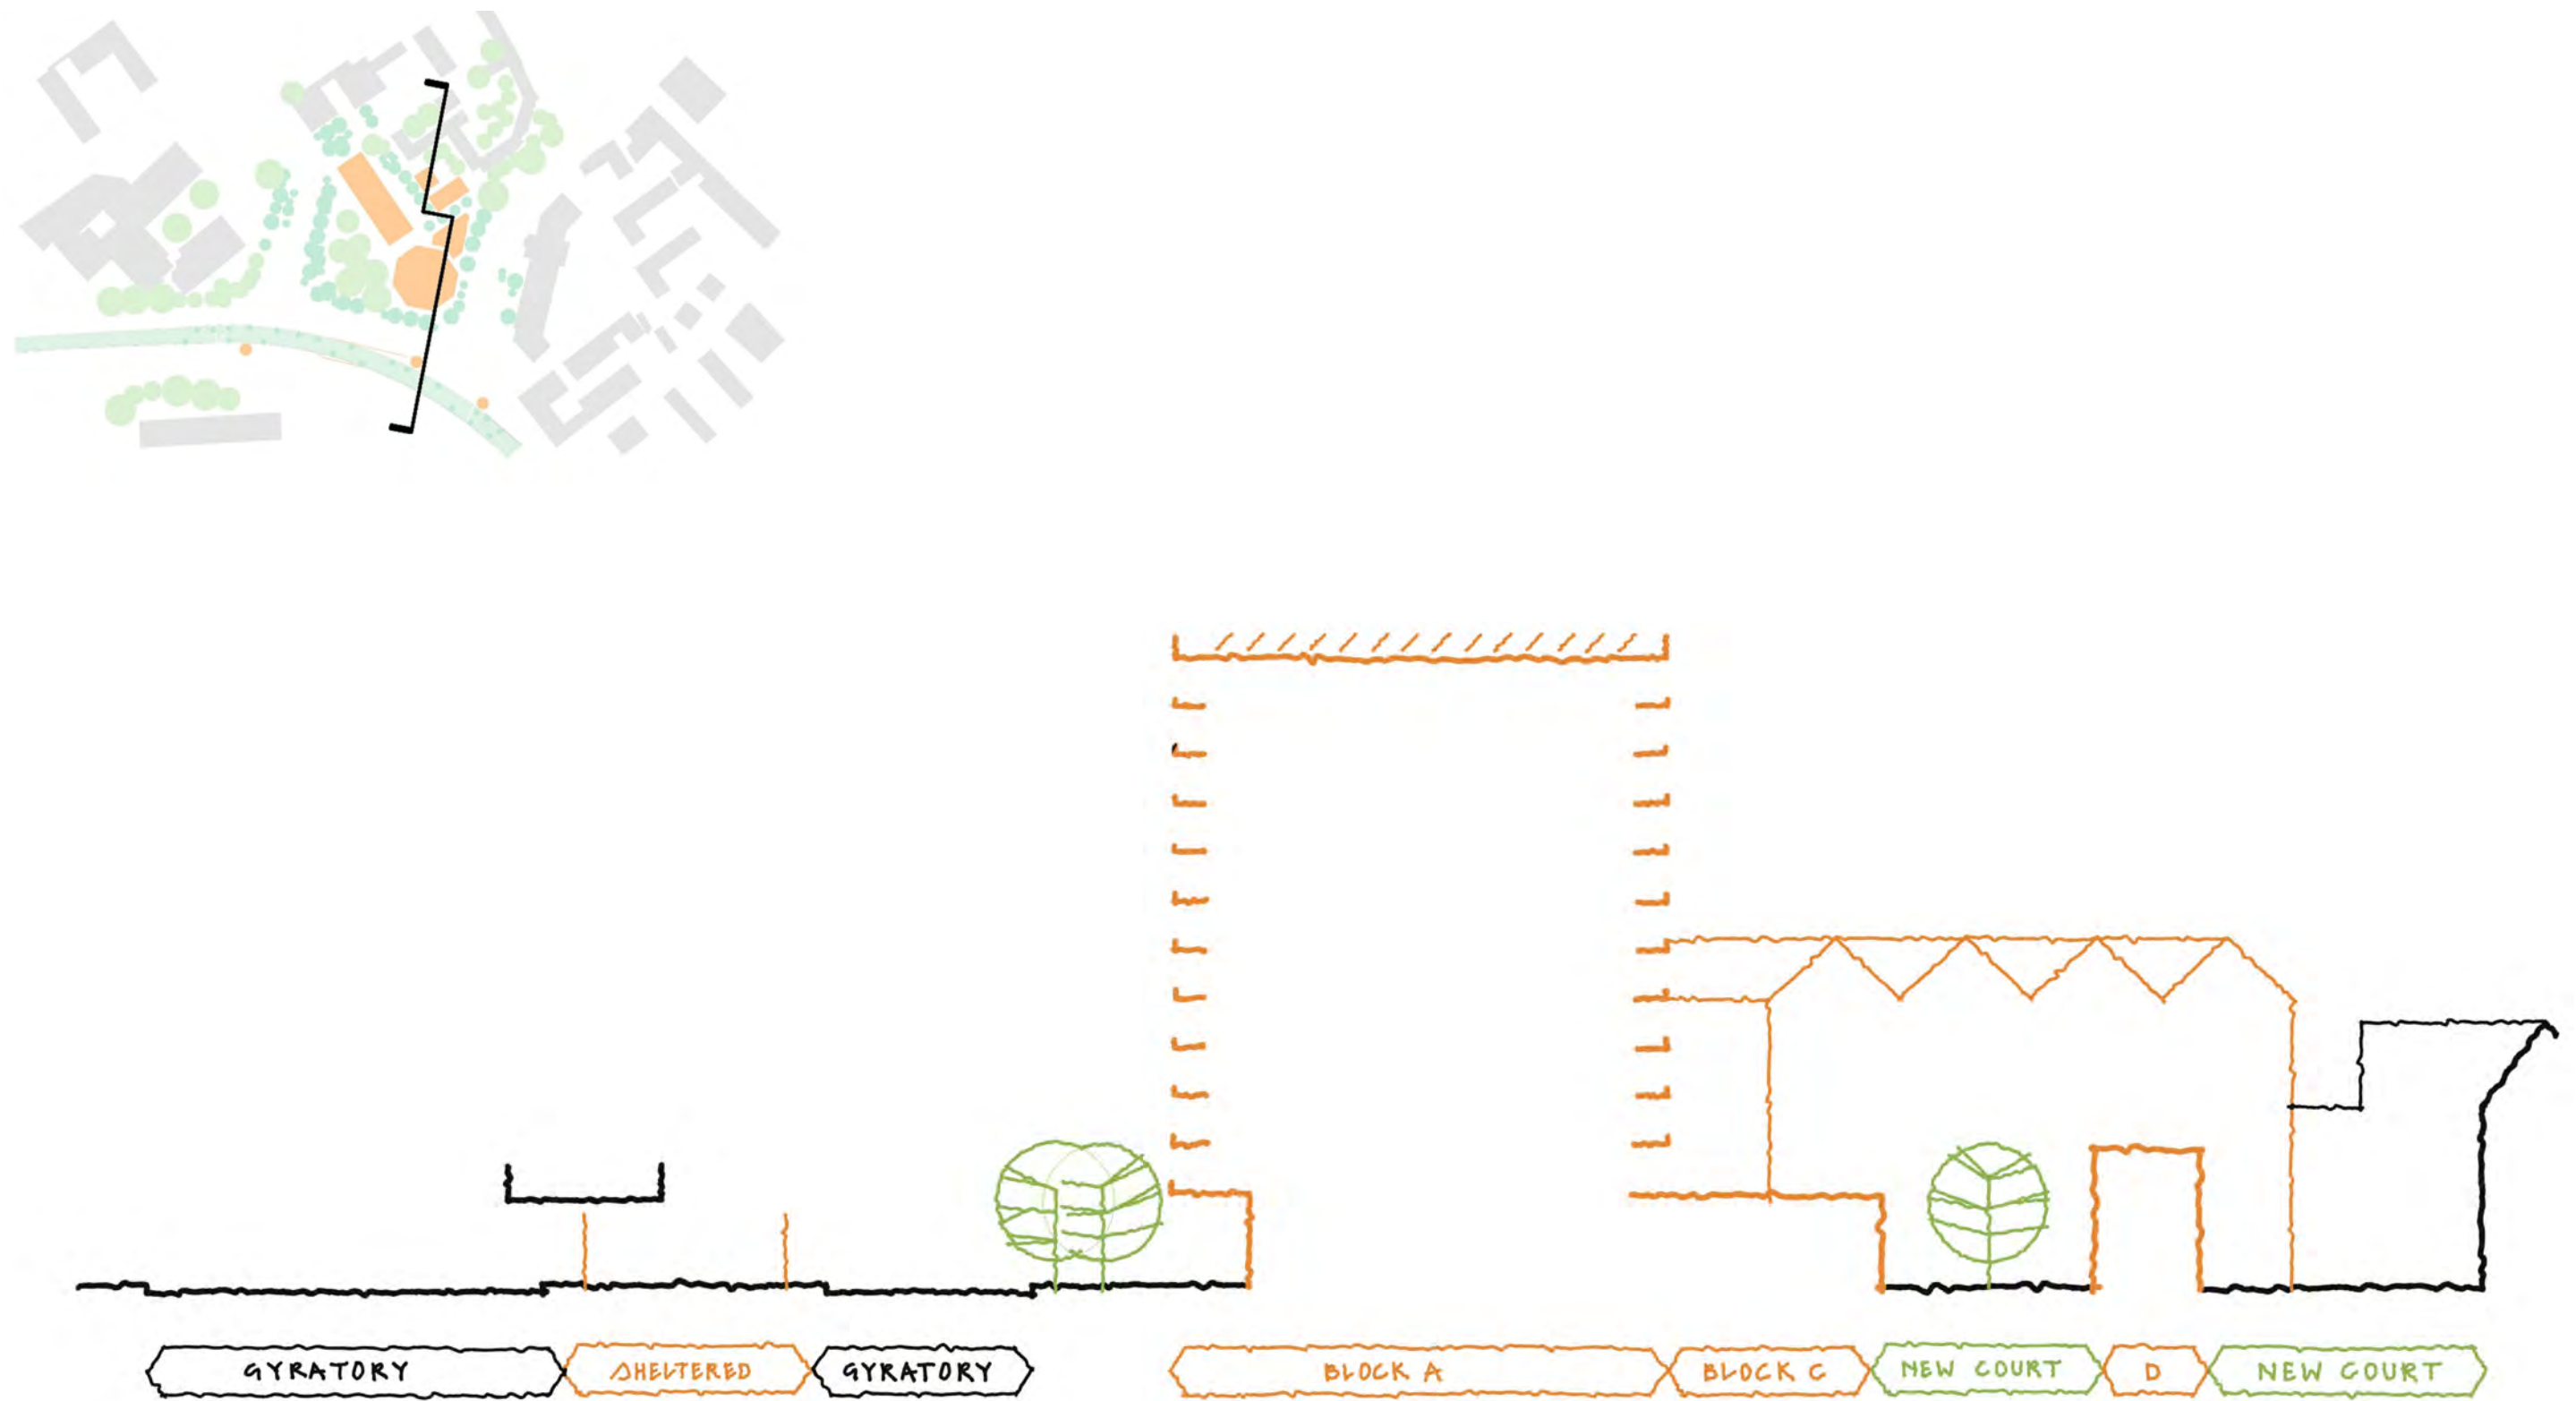 GYRATORY
SHELTERED
GYRATORY
BLOCK A
BLOCK C
NEW COURT
D
NEW COURT